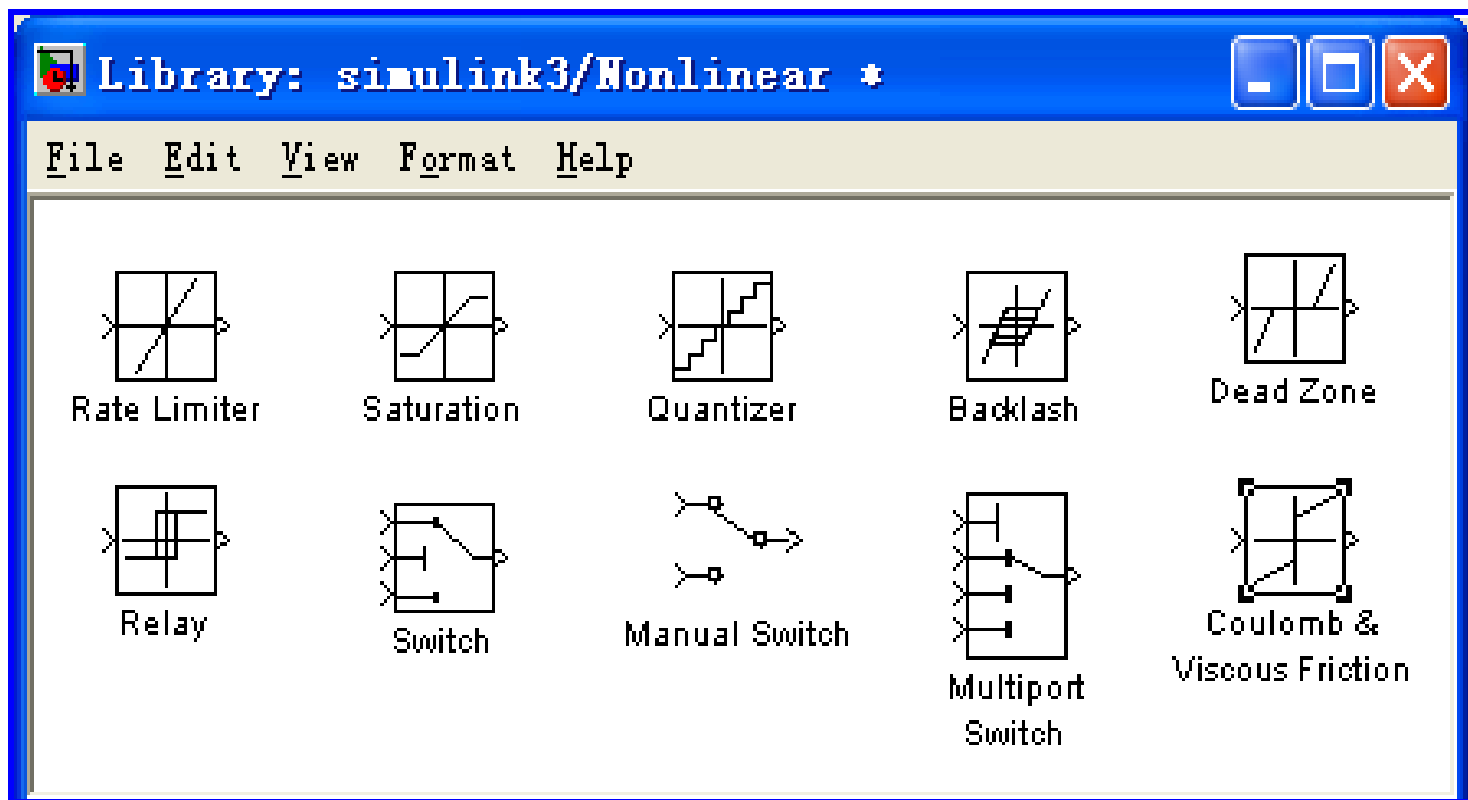 Library: simulink3/Nonlinear *
File Edit View Format Help
Rate Limiter
Saturation
Quantizer
Backlash
Dead Zone
Relay
Switch
Manual Switch
Multiport
Switch
Coulomb &
Viscous Friction